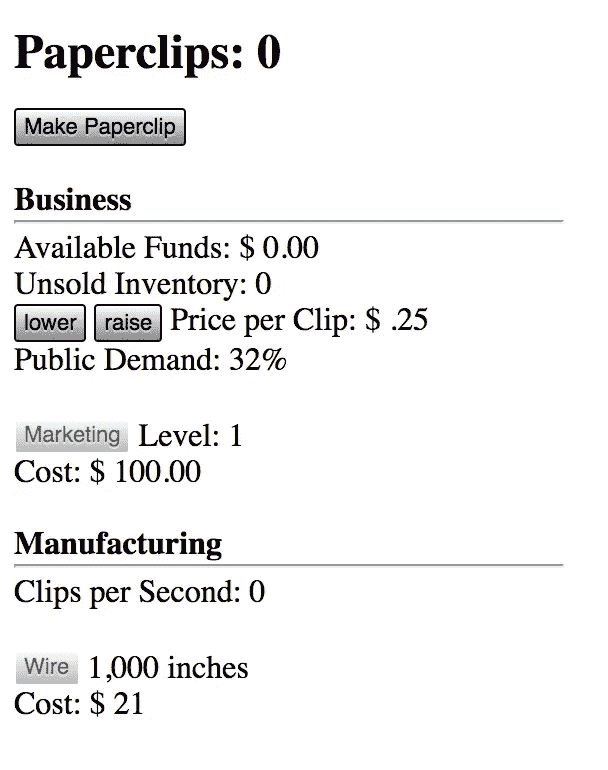 Paperclips: 0
Make Paperclip
Business
Available Funds: $ 0.00
Unsold Inventory: 0
lower raise Price per Clip: $ .25
Public Demand: 32%
Marketing Level: 1
Cost: $ 100.00
Manufacturing
Clips per Second: 0
Wire 1,000 inches
Cost: $ 21